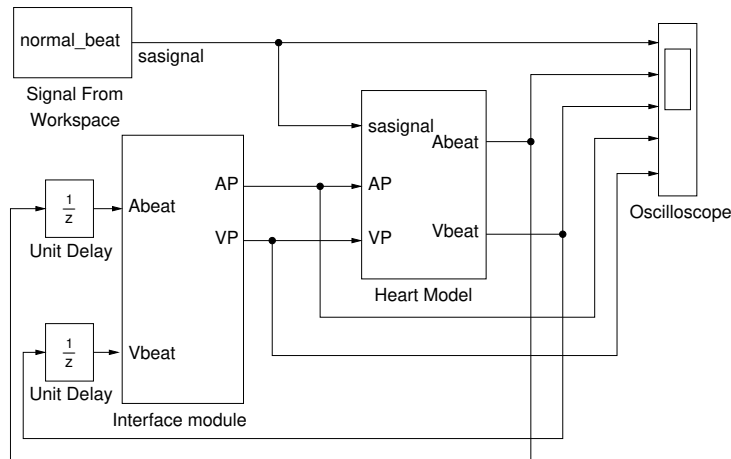 normal_beat
sasignal
Signal From
Workspace
sasignal
Abeat
AP
VP
Vbeat
Heart Model
Oscilloscope
AP
VP
Abeat
Vbeat
Interface module
1
z
Unit Delay
1
z
Unit Delay